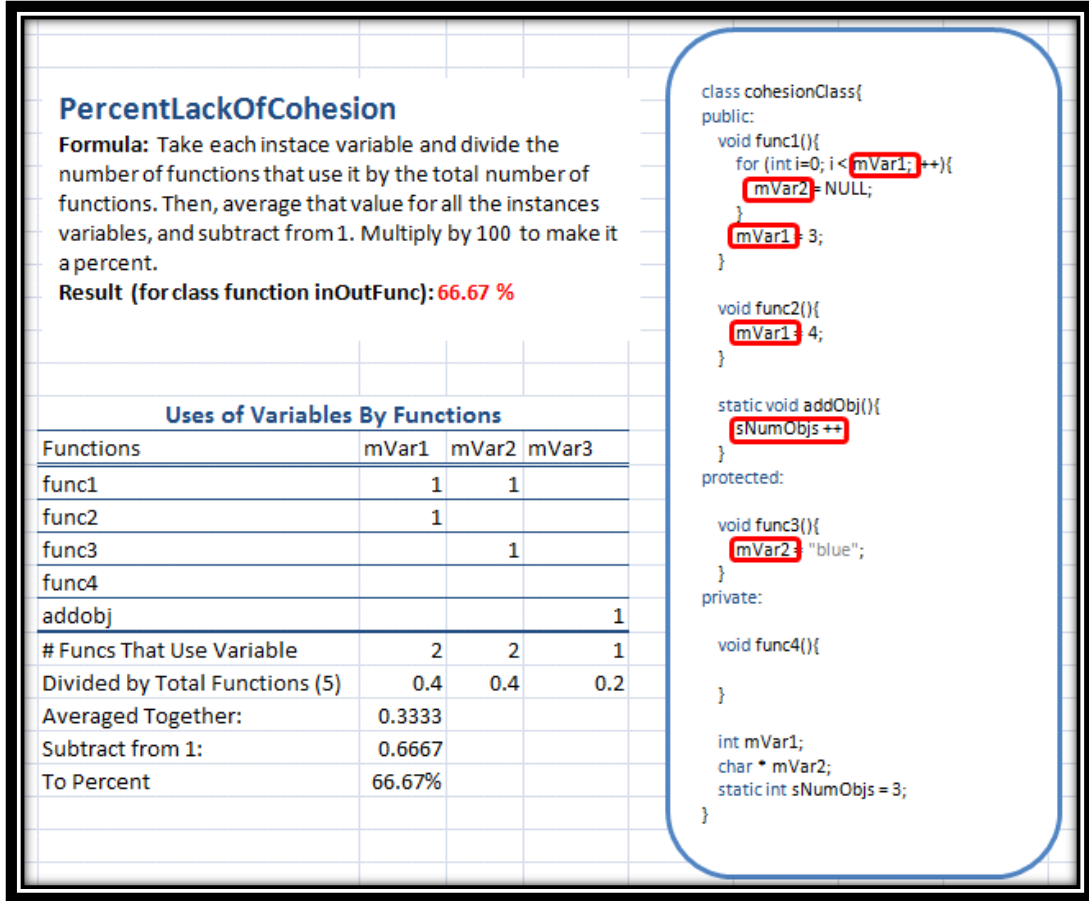 PercentLackOfCohesion
Formula: Take each instace variable and divide the
number of functions that use it by the total number of
functions. Then, average that value for all the instances
variables, and subtract from 1. Multiply by 100 to make it
a percent.
Result (for class function inOutFunc): 66.67 %
Uses of Variables By Functions
Functions mVar1 mVar2 mVar3
func1 1 1
func2 1
func3 1
func4
addobj 1
# Funcs That Use Variable 2 2 1
Divided by Total Functions (5) 0.4 0.4 0.2
Averaged Together: 0.3333
Subtract from 1: 0.6667
To Percent 66.67%
class cohesionClass{
public:
void func1(){
for (int i=0; i < mVar1; ++){
mVar2 = NULL;
}
mVar1 = 3;
}
void func2(){
mVar1 = 4;
}
static void addObj(){
sNumObjs ++
}
protected:
void func3(){
mVar2 = "blue";
}
private:
void func4(){
}
int mVar1;
char * mVar2;
static int sNumObjs = 3;
}